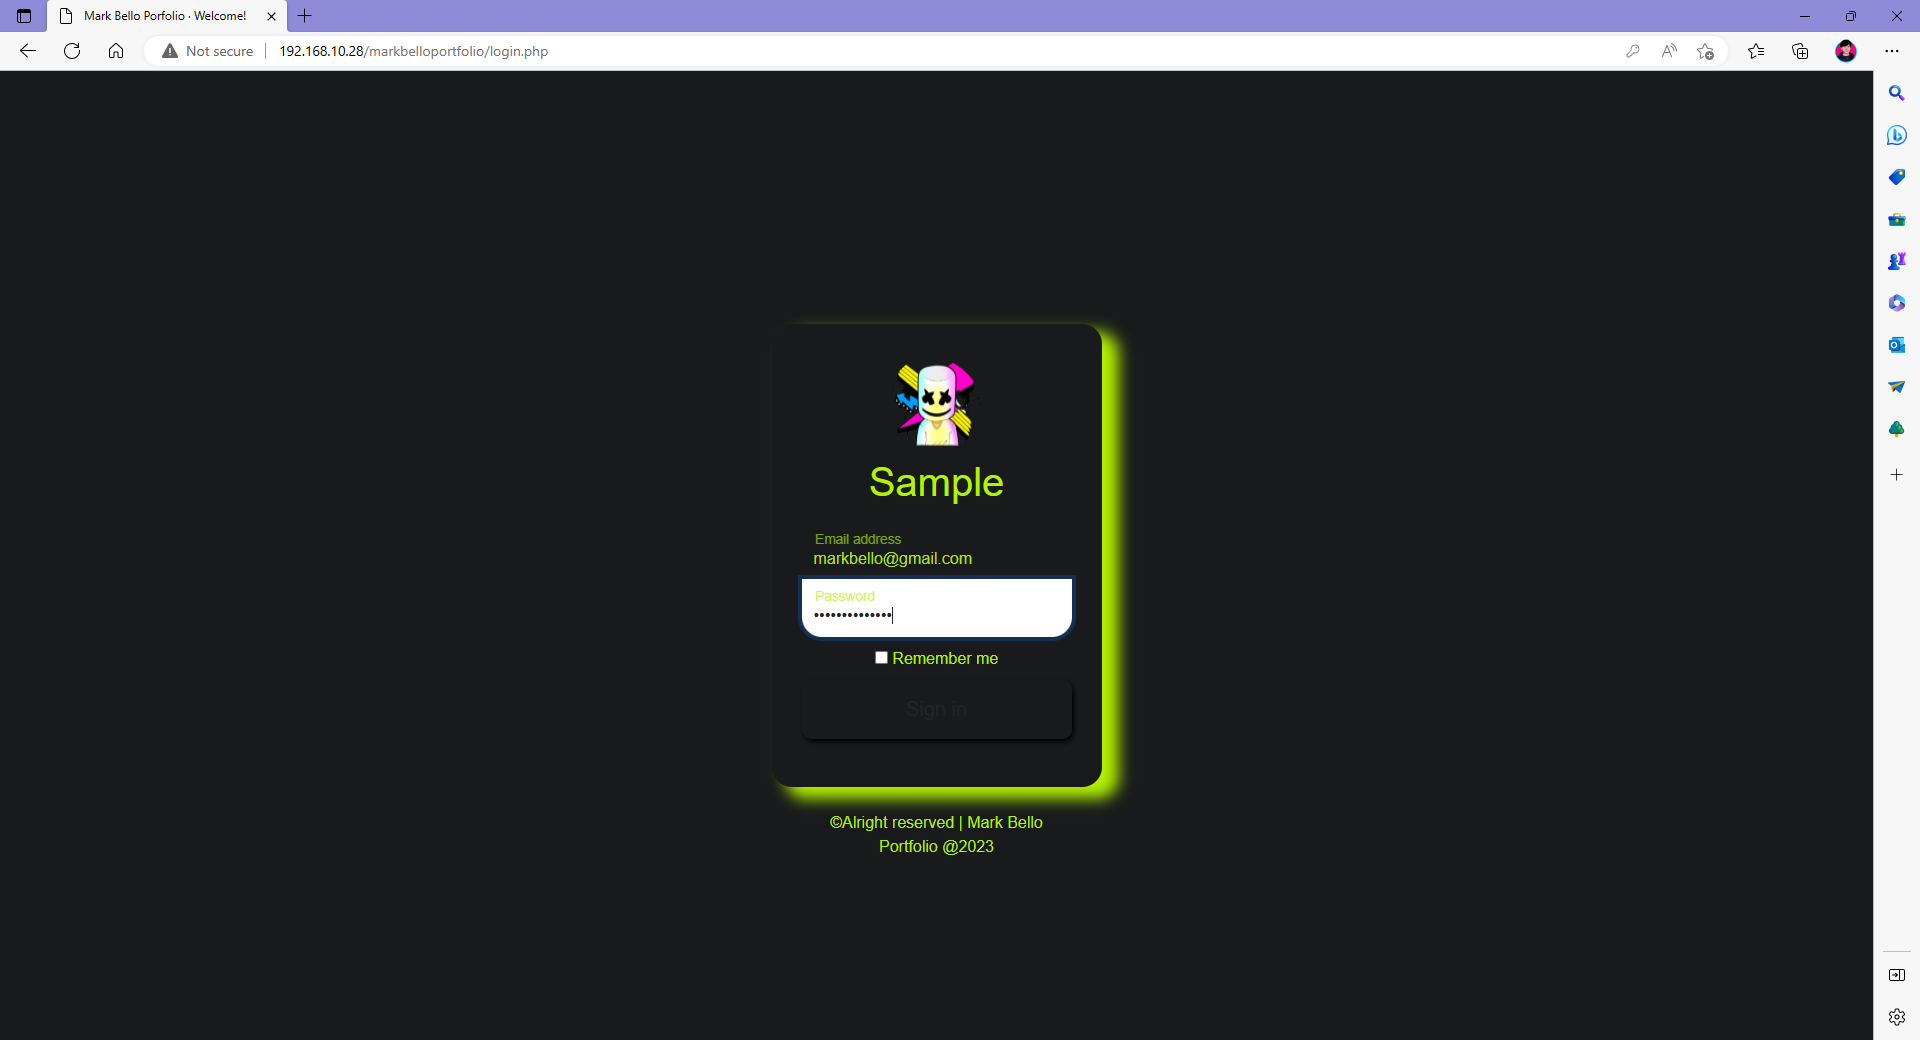 Mark Bello Porfolio · Welcome!
Not secure
192.168.10.28/markbelloportfolio/login.php
Sample
Email address
markbello@gmail.com
Password
••••••••••••••
Remember me
Sign in
©Alright reserved | Mark Bello
Portfolio @2023